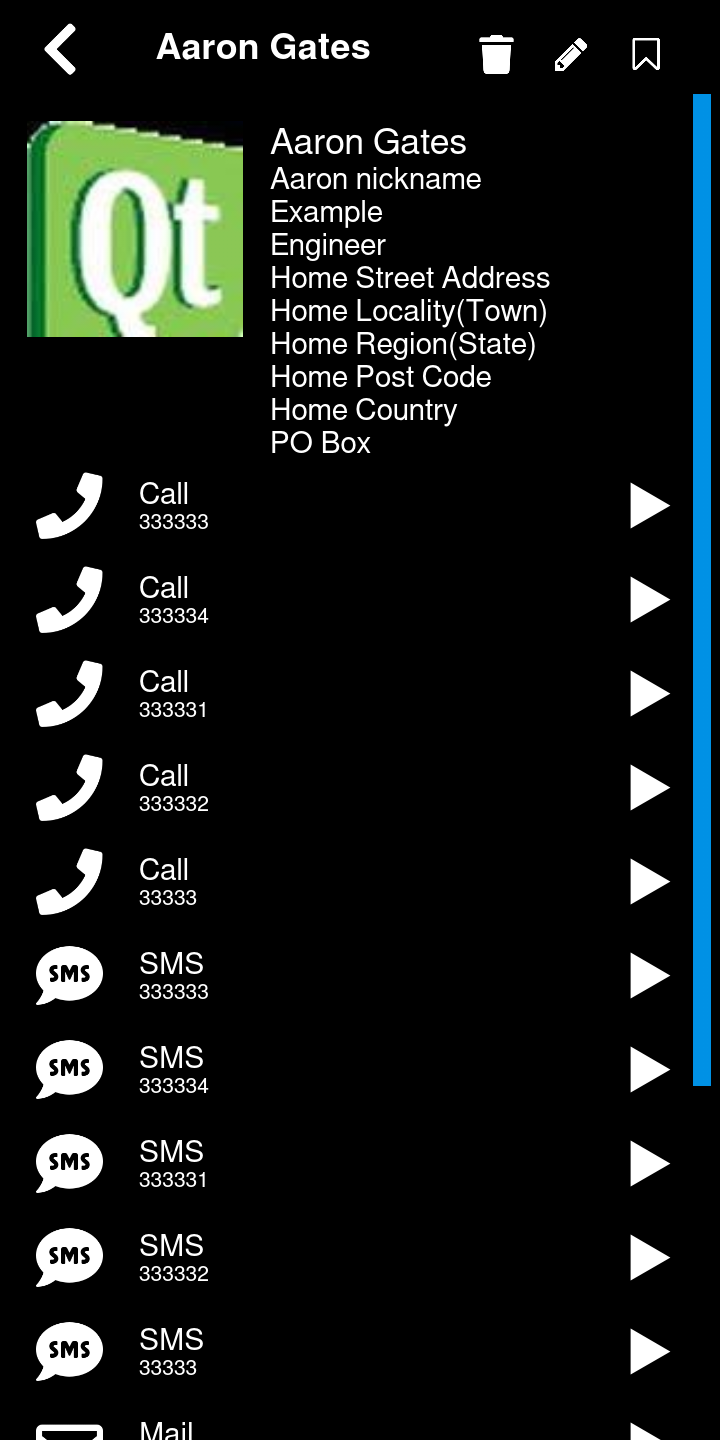 Aaron Gates
Qt
Aaron Gates
Aaron nickname
Example
Engineer
Home Street Address
Home Locality(Town)
Home Region(State)
Home Post Code
Home Country
PO Box
Call
333333
Call
333334
Call
333331
Call
333332
Call
33333
SMS
SMS
333333
SMS
SMS
333334
SMS
SMS
333331
SMS
SMS
333332
SMS
SMS
33333
Mail